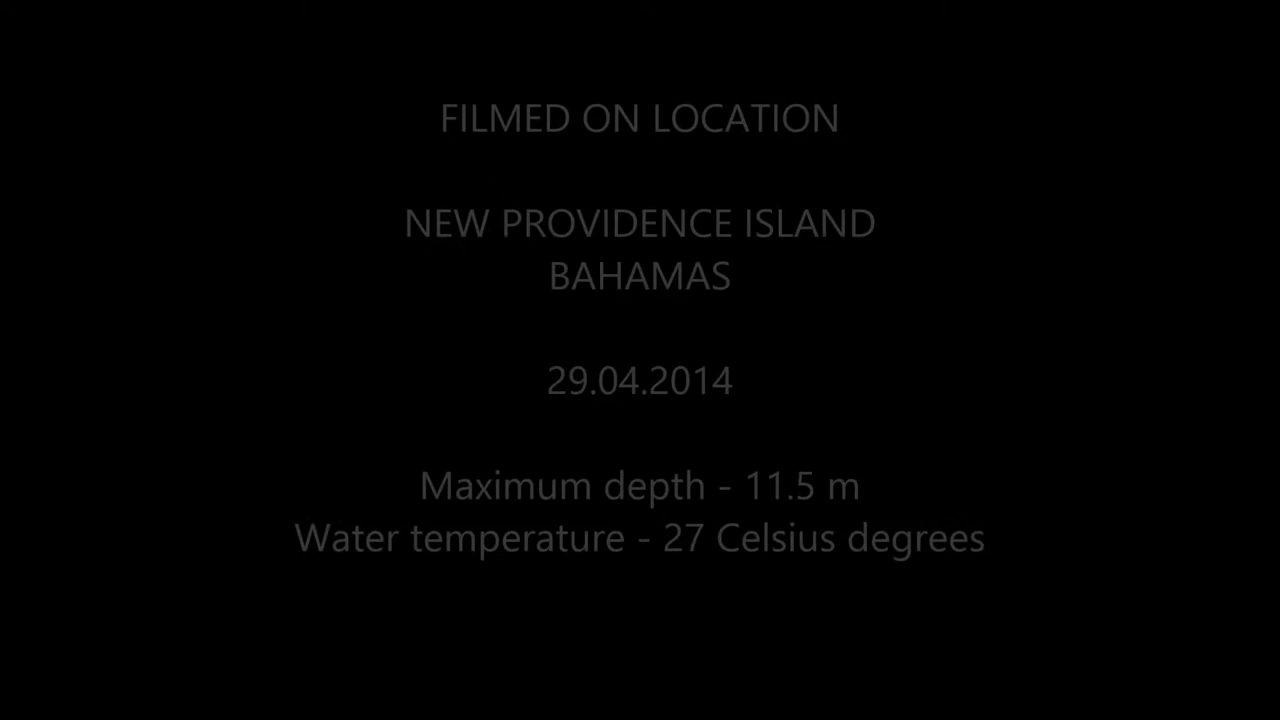 FILMED ON LOCATION
NEW PROVIDENCE ISLAND
BAHAMAS
29.04.2014
Maximum depth - 11.5 m
Water temperature - 27 Celsius degrees